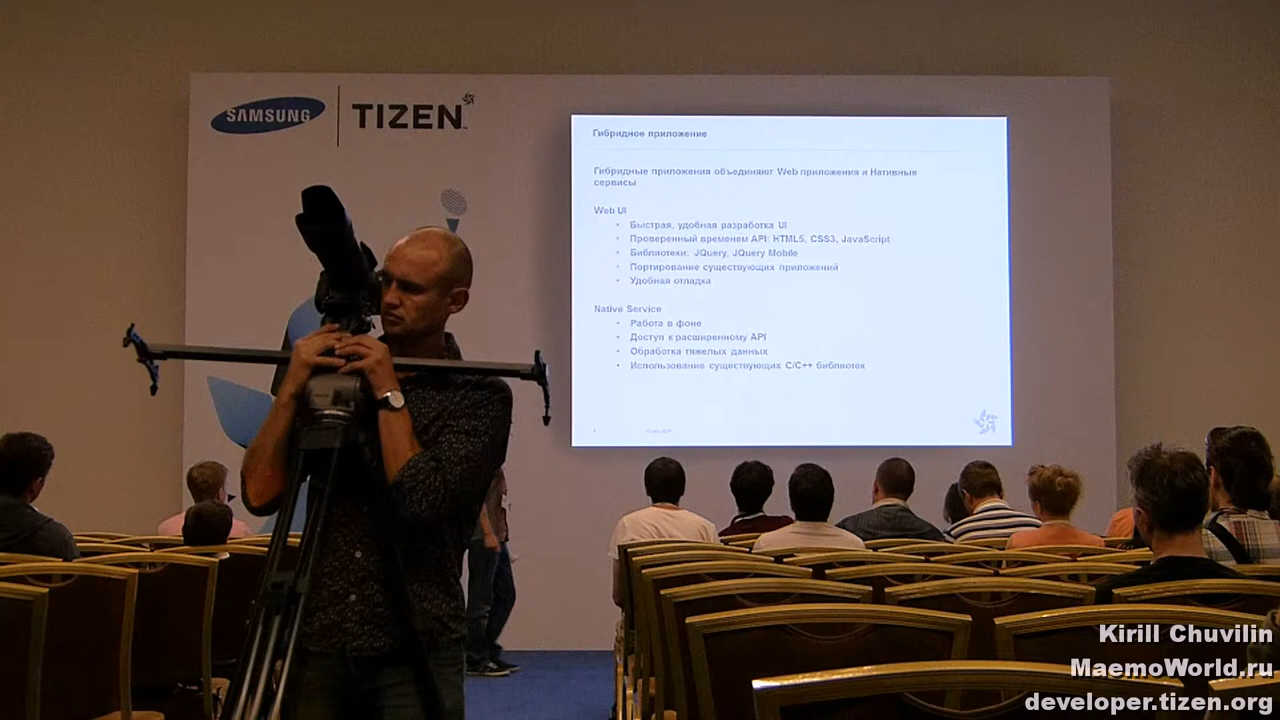 SAMSUNG
TIZEN
Гибридное приложение
Гибридные приложения объединяют Web приложения и Нативные
сервисы
Web UI
• Быстрая, удобная разработка UI
• Проверенный временем API: HTML5, CSS3, JavaScript
• Библиотеки: JQuery, JQuery Mobile
• Портирование существующих приложений
• Удобная отладка
Native Service
• Работа в фоне
• Доступ к расширенному API
• Обработка тяжелых данных
• Использование существующих C/C++ библиотек
Kirill Chuvilin
MaemoWorld.ru
developer.tizen.org